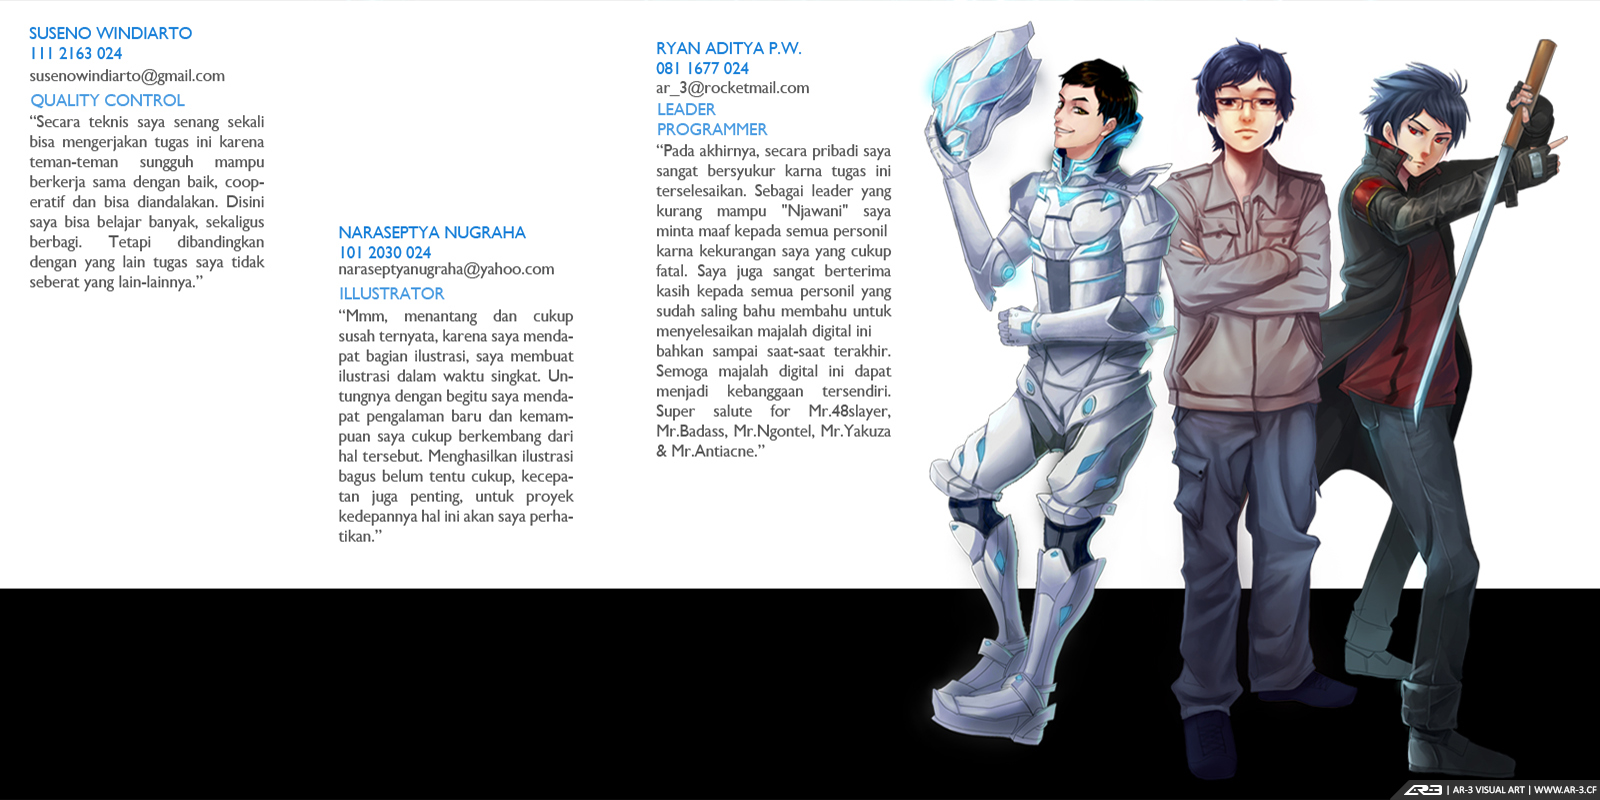 SUSENO WINDIARTO
111 2163 024
susenowindiarto@gmail.com
QUALITY CONTROL
“Secara teknis saya senang sekali
bisa mengerjakan tugas ini karena
teman-teman sungguh mampu
berkerja sama dengan baik, coop-
eratif dan bisa diandalakan. Disini
saya bisa belajar banyak, sekaligus
berbagi. Tetapi dibandingkan
dengan yang lain tugas saya tidak
seberat yang lain-lainnya.”
NARASEPTYA NUGRAHA
101 2030 024
naraseptyanugraha@yahoo.com
ILLUSTRATOR
“Mmm, menantang dan cukup
susah ternyata, karena saya menda-
pat bagian ilustrasi, saya membuat
ilustrasi dalam waktu singkat. Un-
tungnya dengan begitu saya menda-
pat pengalaman baru dan kemam-
puan saya cukup berkembang dari
hal tersebut. Menghasilkan ilustrasi
bagus belum tentu cukup, kecepa-
tan juga penting, untuk proyek
kedepannya hal ini akan saya perha-
tikan.”
RYAN ADITYA P.W.
081 1677 024
ar_3@rocketmail.com
LEADER
PROGRAMMER
“Pada akhirnya, secara pribadi saya
sangat bersyukur karna tugas ini
terselesaikan. Sebagai leader yang
kurang mampu "Njawani" saya
minta maaf kepada semua personil
karna kekurangan saya yang cukup
fatal. Saya juga sangat berterima
kasih kepada semua personil yang
sudah saling bahu membahu untuk
menyelesaikan majalah digital ini
bahkan sampai saat-saat terakhir.
Semoga majalah digital ini dapat
menjadi kebanggaan tersendiri.
Super salute for Mr.48slayer,
Mr.Badass, Mr.Ngontel, Mr.Yakuza
& Mr.Antiacne.”
AR-3 | AR-3 VISUAL ART | WWW.AR-3.CF